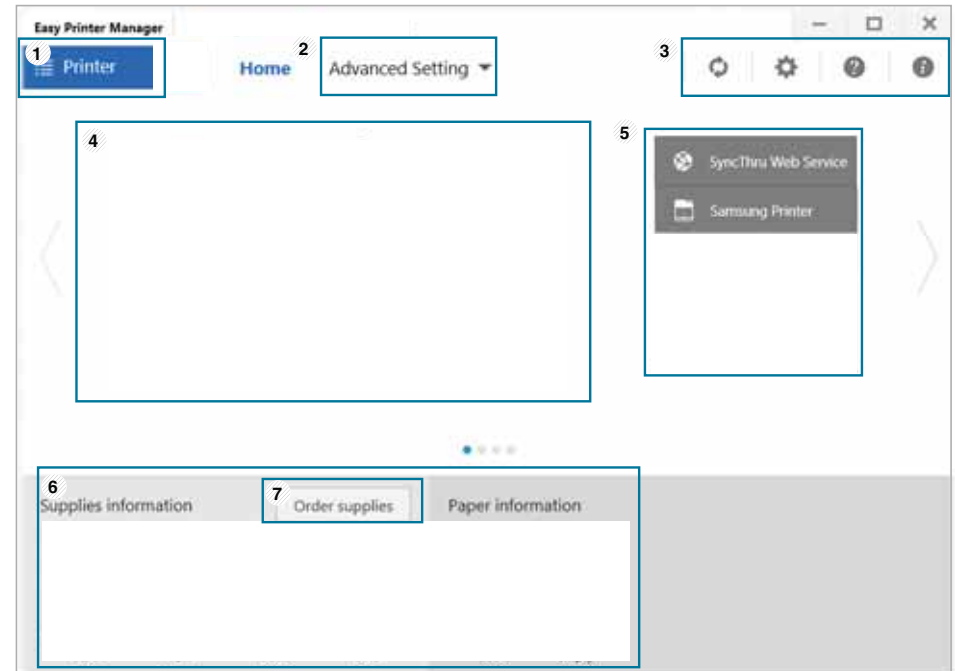 Easy Printer Manager
1 Printer
Home
2 Advanced Setting
3
4
5
SyncThru Web Service
Samsung Printer
6
Supplies information
7 Order supplies
Paper information